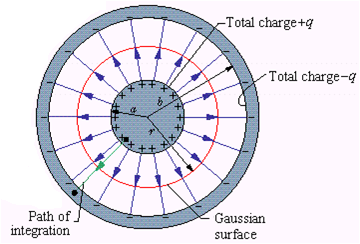 Total charge+q
Total charge-q
b
a
r
Path of
integration
Gaussian
surface